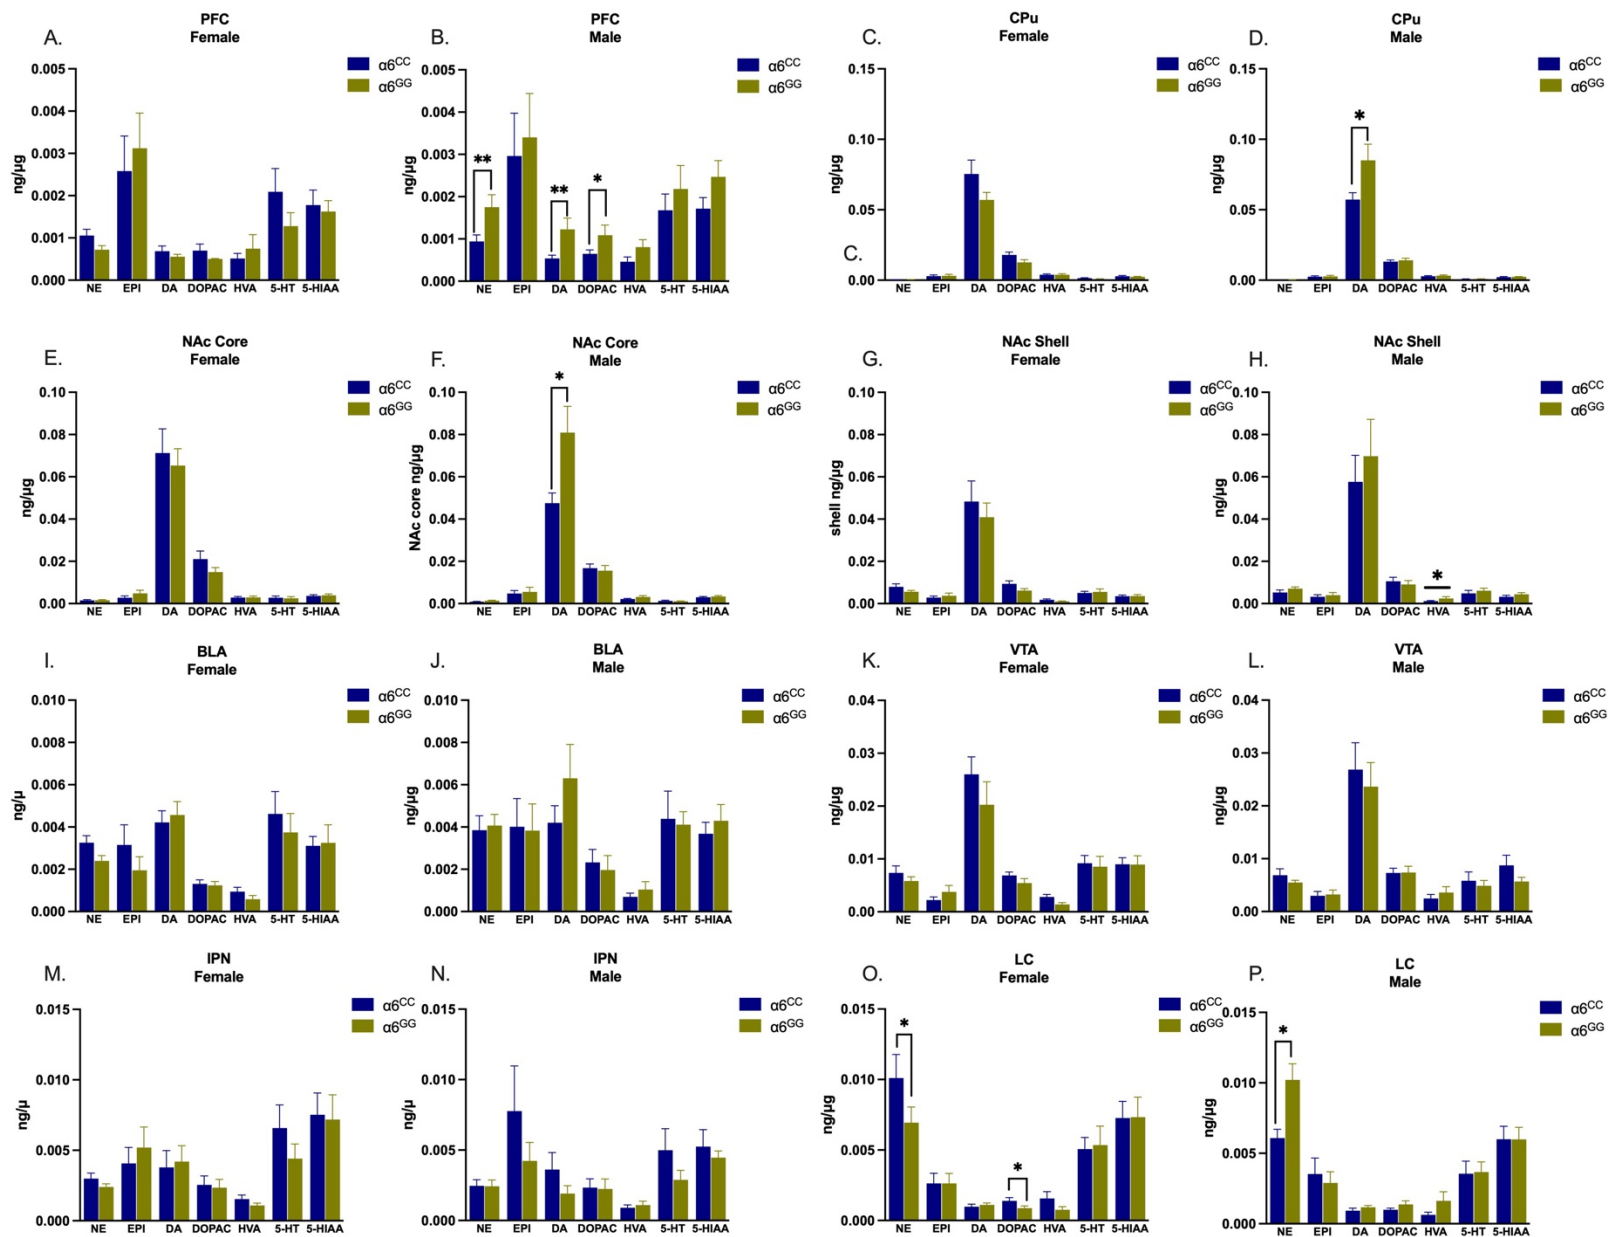 A.
PFC
Female
α6CC
α6GG
ng/µg
0.005
0.004
0.003
0.002
0.001
0.000
NE EPI DA DOPAC HVA 5-HT 5-HIAA
B.
PFC
Male
α6CC
α6GG
ng/µg
0.005
0.004
0.003
0.002
0.001
0.000
**
**
*
NE EPI DA DOPAC HVA 5-HT 5-HIAA
C.
CPu
Female
α6CC
α6GG
ng/µg
0.15
0.10
0.05
0.00
C.
NE EPI DA DOPAC HVA 5-HT 5-HIAA
D.
CPu
Male
α6CC
α6GG
ng/µg
0.15
0.10
0.05
0.00
*
NE EPI DA DOPAC HVA 5-HT 5-HIAA
E.
NAc Core
Female
α6CC
α6GG
ng/µg
0.10
0.08
0.06
0.04
0.02
0.00
NE EPI DA DOPAC HVA 5-HT 5-HIAA
F.
NAc Core
Male
α6CC
α6GG
NAc core ng/µg
0.10
0.08
0.06
0.04
0.02
0.00
*
NE EPI DA DOPAC HVA 5-HT 5-HIAA
G.
NAc Shell
Female
α6CC
α6GG
shell ng/µg
0.10
0.08
0.06
0.04
0.02
0.00
NE EPI DA DOPAC HVA 5-HT 5-HIAA
H.
NAc Shell
Male
α6CC
α6GG
ng/µg
0.10
0.08
0.06
0.04
0.02
0.00
*
NE EPI DA DOPAC HVA 5-HT 5-HIAA
I.
BLA
Female
α6CC
α6GG
ng/µ
0.010
0.008
0.006
0.004
0.002
0.000
NE EPI DA DOPAC HVA 5-HT 5-HIAA
J.
BLA
Male
α6CC
α6GG
ng/µg
0.010
0.008
0.006
0.004
0.002
0.000
NE EPI DA DOPAC HVA 5-HT 5-HIAA
K.
VTA
Female
α6CC
α6GG
ng/µg
0.04
0.03
0.02
0.01
0.00
NE EPI DA DOPAC HVA 5-HT 5-HIAA
L.
VTA
Male
α6CC
α6GG
ng/µg
0.04
0.03
0.02
0.01
0.00
NE EPI DA DOPAC HVA 5-HT 5-HIAA
M.
IPN
Female
α6CC
α6GG
ng/µ
0.015
0.010
0.005
0.000
NE EPI DA DOPAC HVA 5-HT 5-HIAA
N.
IPN
Male
α6CC
α6GG
ng/µ
0.015
0.010
0.005
0.000
NE EPI DA DOPAC HVA 5-HT 5-HIAA
O.
LC
Female
α6CC
α6GG
ng/µg
0.015
0.010
0.005
0.000
*
*
NE EPI DA DOPAC HVA 5-HT 5-HIAA
P.
LC
Male
α6CC
α6GG
ng/µg
0.015
0.010
0.005
0.000
*
NE EPI DA DOPAC HVA 5-HT 5-HIAA